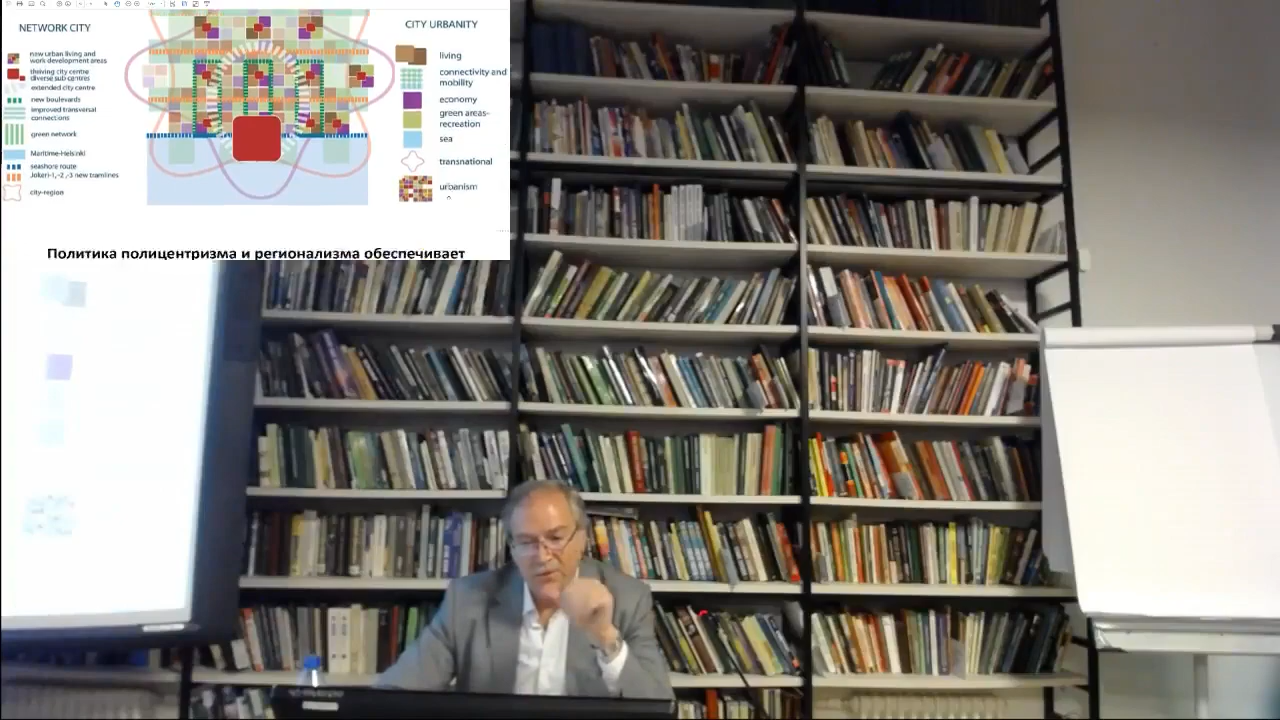 NETWORK CITY
new urban living and
work development areas
thriving city centre
diverse sub centres
extended city centre
new boulevards
improved transversal
connections
green network
Maritime-Helsinki
seashore route
Jokeri-1,-2,-3 new tramlines
city-region
CITY URBANITY
living
connectivity and
mobility
economy
green areas-
recreation
sea
transnational
urbanism
Политика полицентризма и регионализма обеспечивает